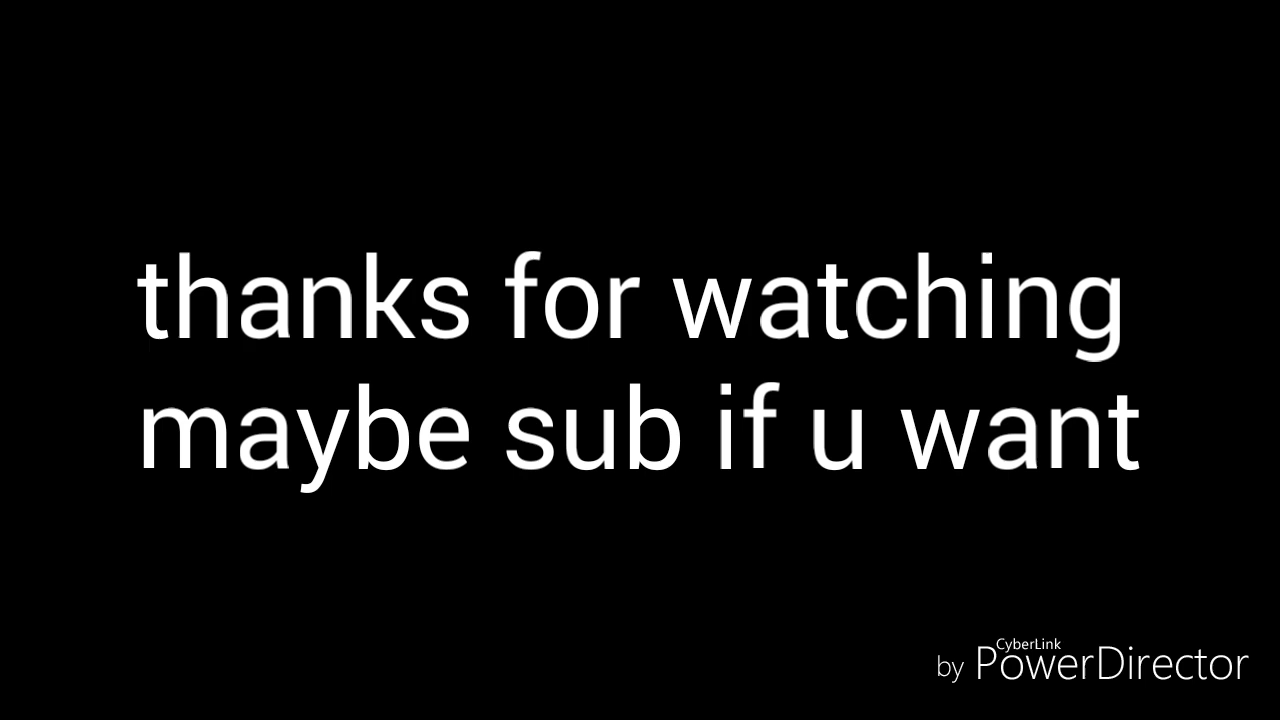 thanks for watching
maybe sub if u want
by CyberLink PowerDirector